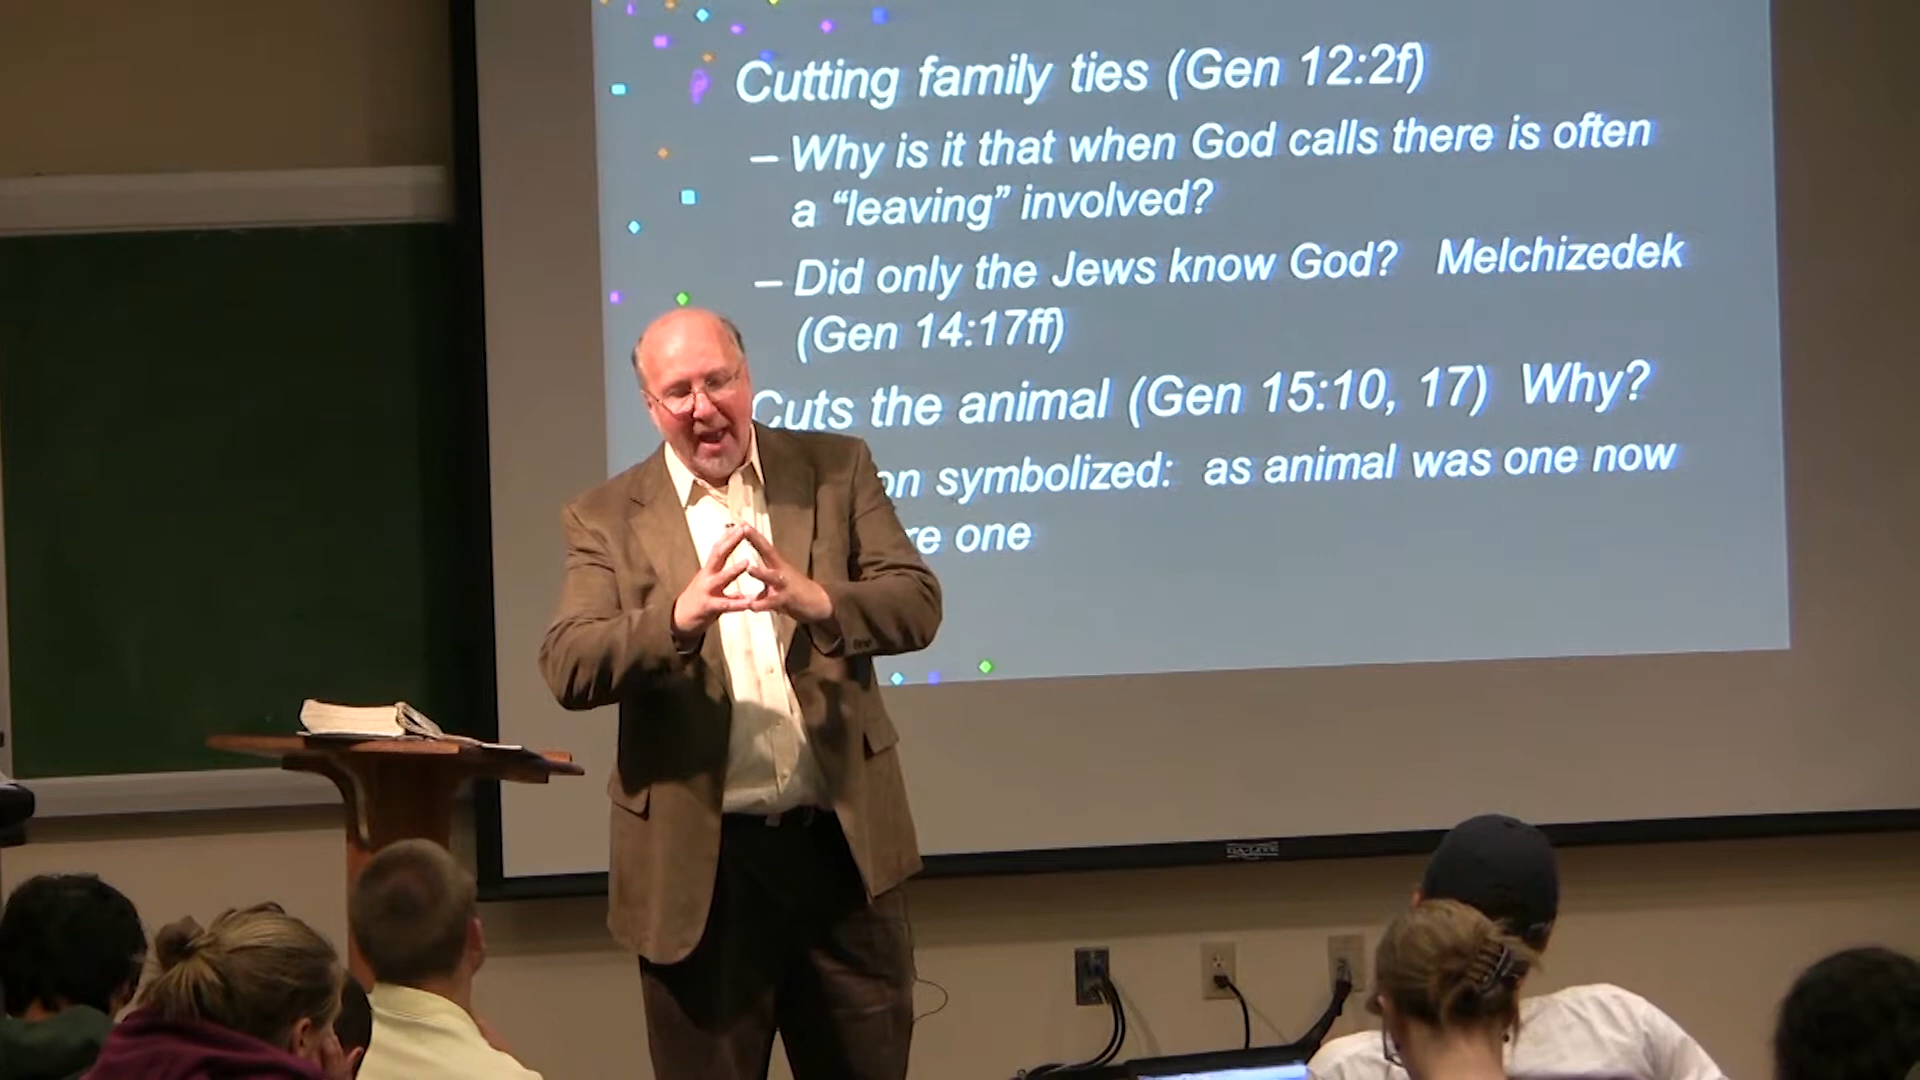 Cutting family ties (Gen 12:2f)
– Why is it that when God calls there is often
a “leaving” involved?
– Did only the Jews know God? Melchizedek
(Gen 14:17ff)
Cuts the animal (Gen 15:10, 17) Why?
symbolized: as animal was one now
one
DA-LITE